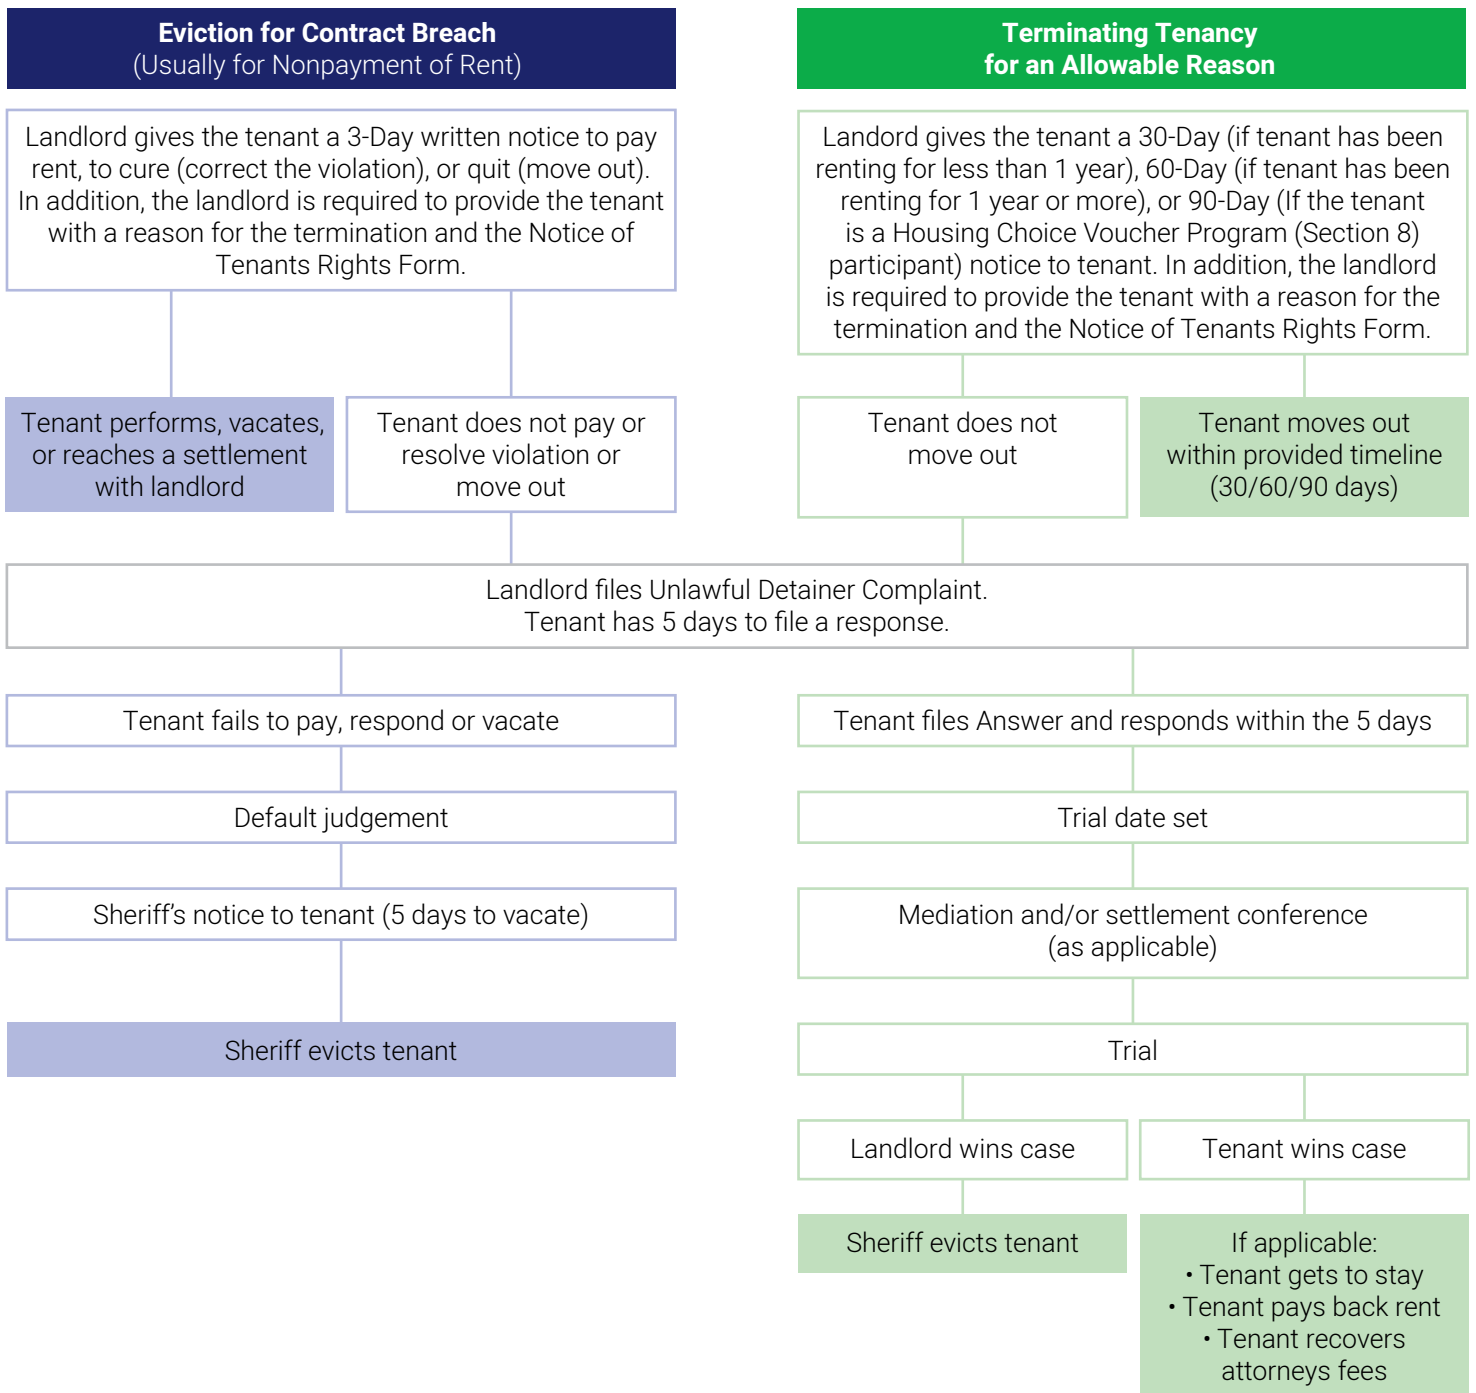 Eviction for Contract Breach
(Usually for Nonpayment of Rent)
Terminating Tenancy
for an Allowable Reason
Landlord gives the tenant a 3-Day written notice to pay
rent, to cure (correct the violation), or quit (move out).
In addition, the landlord is required to provide the tenant
with a reason for the termination and the Notice of
Tenants Rights Form.
Landord gives the tenant a 30-Day (if tenant has been
renting for less than 1 year), 60-Day (if tenant has been
renting for 1 year or more), or 90-Day (If the tenant
is a Housing Choice Voucher Program (Section 8)
participant) notice to tenant. In addition, the landlord
is required to provide the tenant with a reason for the
termination and the Notice of Tenants Rights Form.
Tenant performs, vacates,
or reaches a settlement
with landlord
Tenant does not pay or
resolve violation or
move out
Tenant does not
move out
Tenant moves out
within provided timeline
(30/60/90 days)
Landlord files Unlawful Detainer Complaint.
Tenant has 5 days to file a response.
Tenant fails to pay, respond or vacate
Default judgement
Sheriff’s notice to tenant (5 days to vacate)
Sheriff evicts tenant
Tenant files Answer and responds within the 5 days
Trial date set
Mediation and/or settlement conference
(as applicable)
Trial
Landlord wins case
Tenant wins case
Sheriff evicts tenant
If applicable:
• Tenant gets to stay
• Tenant pays back rent
• Tenant recovers
attorneys fees